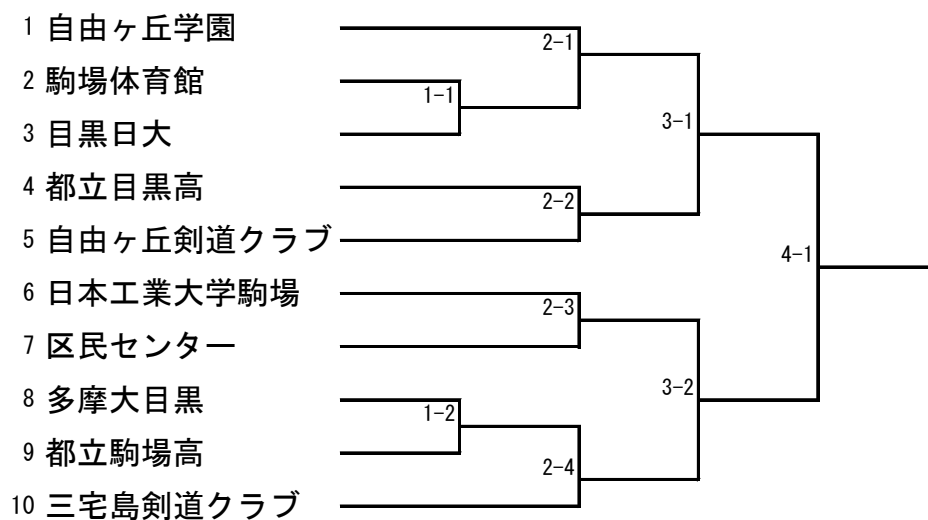 1 自由ヶ丘学園
2-1
2 駒場体育館
1-1
3 目黒日大
3-1
4 都立目黒高
2-2
5 自由ヶ丘剣道クラブ
4-1
6 日本工業大学駒場
2-3
7 区民センター
3-2
8 多摩大目黒
1-2
9 都立駒場高
2-4
10 三宅島剣道クラブ